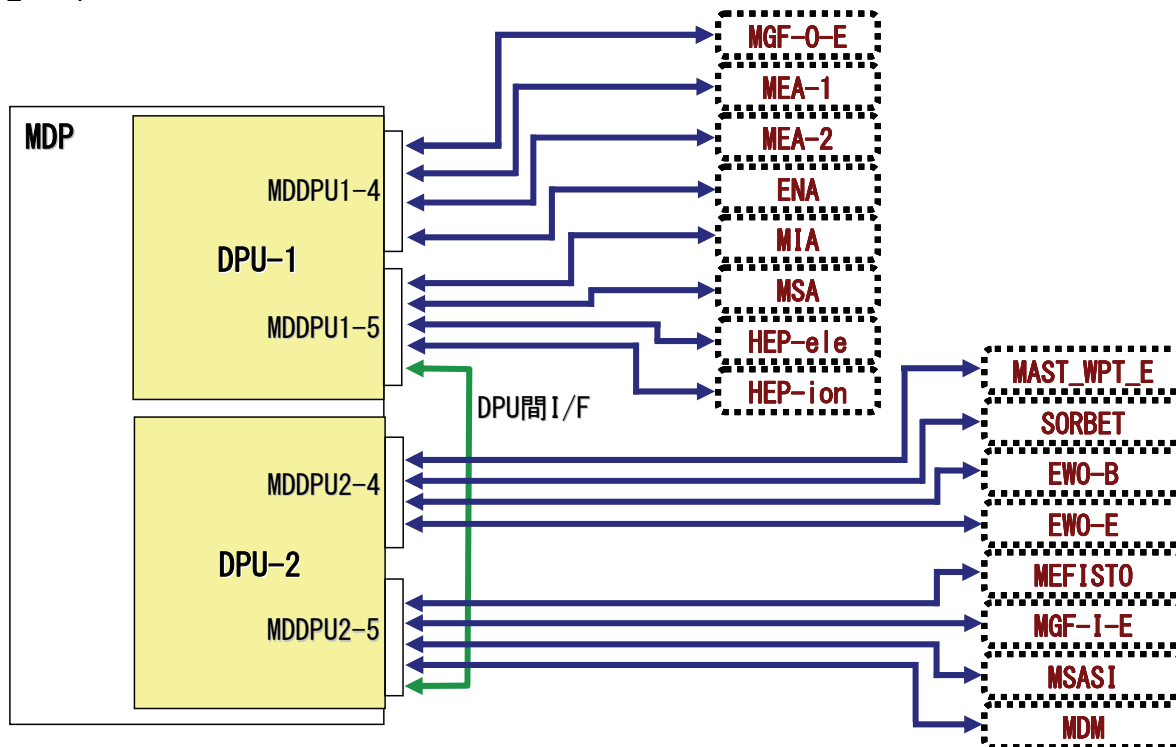 MGF-O-E
MEA-1
MEA-2
ENA
MIA
MSA
HEP-ele
HEP-ion
MDP
MDDPU1-4
DPU-1
MDDPU1-5
DPU間I/F
MDDPU2-4
DPU-2
MDDPU2-5
MAST_WPT_E
SORBET
EWO-B
EWO-E
MEFISTO
MGF-I-E
MSASI
MDM